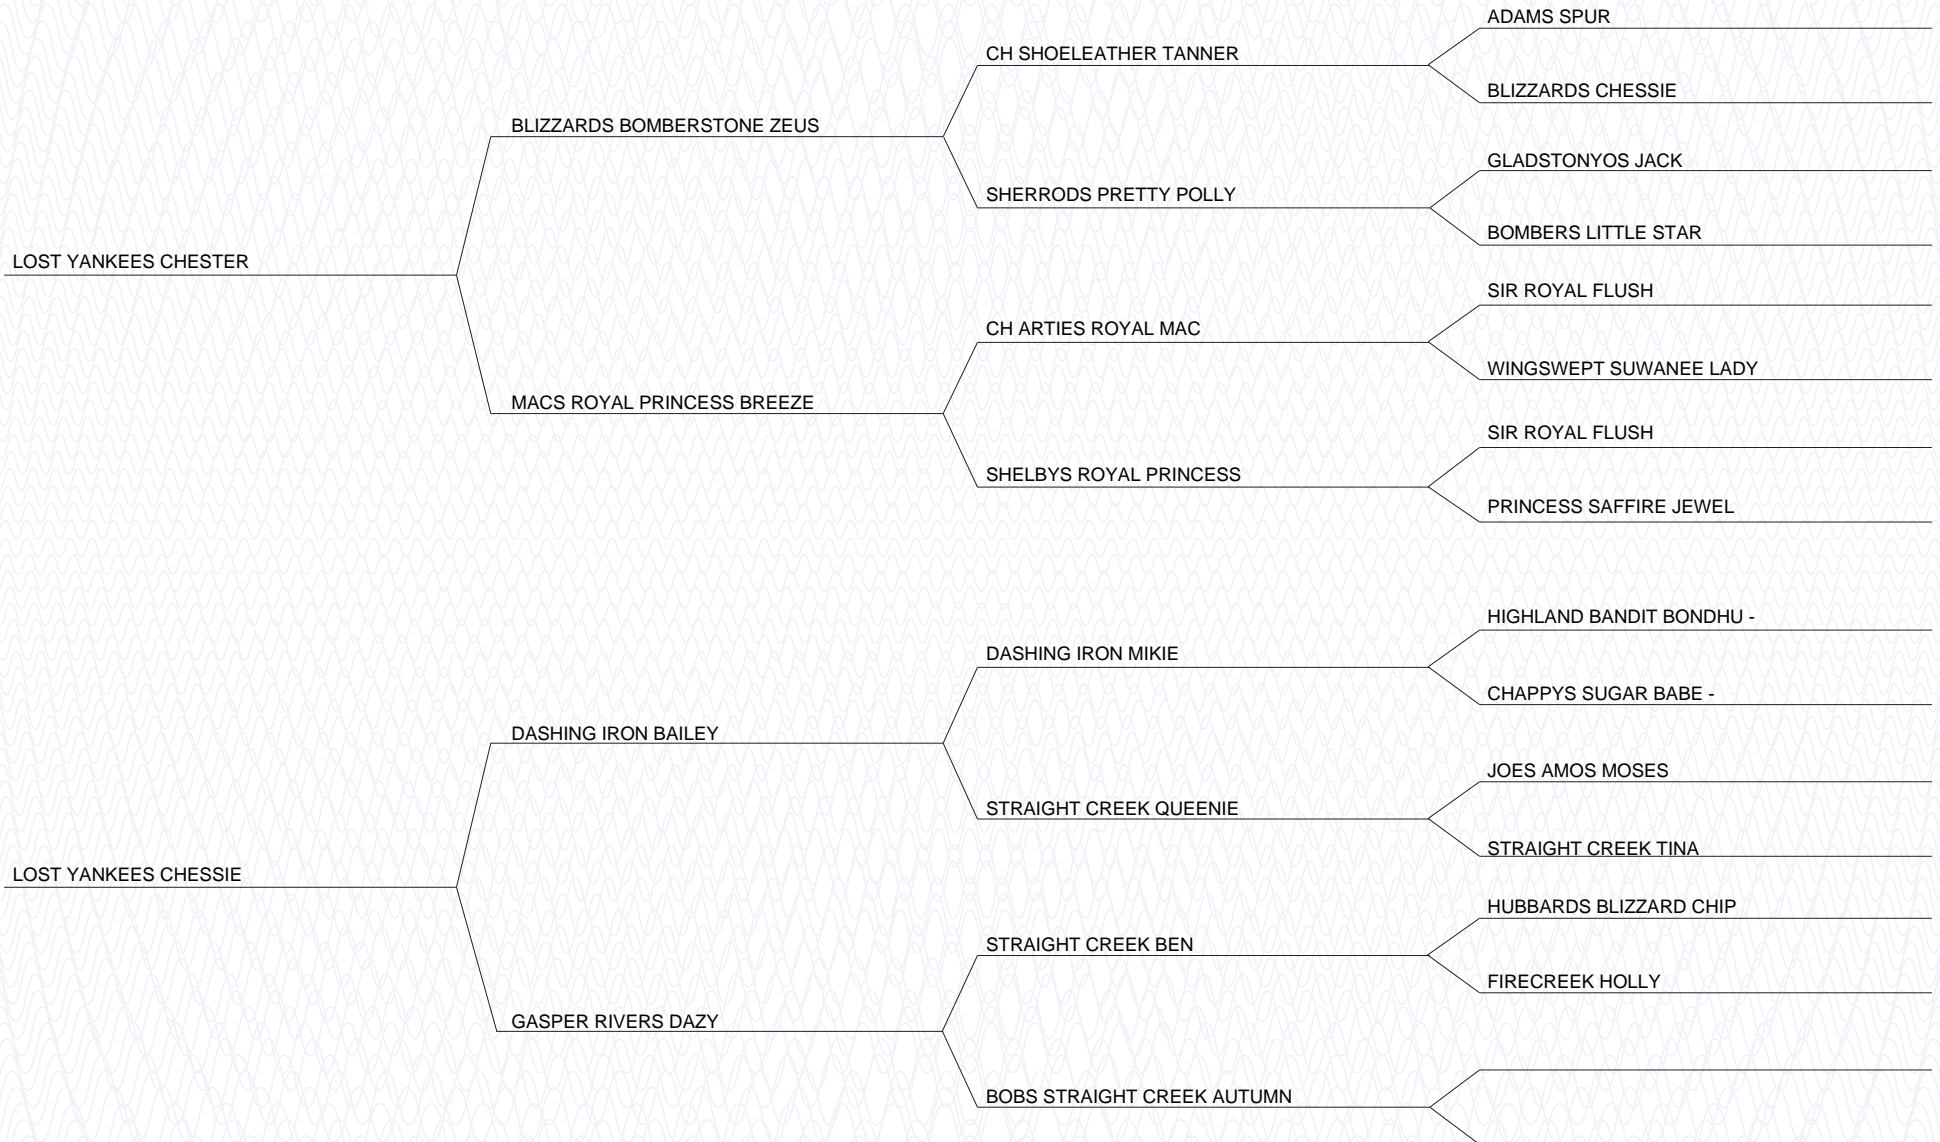 ADAMS SPUR
CH SHOELEATHER TANNER
BLIZZARDS CHESSIE
BLIZZARDS BOMBERSTONE ZEUS
GLADSTONYOS JACK
SHERRODS PRETTY POLLY
BOMBERS LITTLE STAR
LOST YANKEES CHESTER
SIR ROYAL FLUSH
CH ARTIES ROYAL MAC
WINGSWEPT SUWANEE LADY
MACS ROYAL PRINCESS BREEZE
SIR ROYAL FLUSH
SHELBYS ROYAL PRINCESS
PRINCESS SAFFIRE JEWEL
HIGHLAND BANDIT BONDHU -
DASHING IRON MIKIE
CHAPPYS SUGAR BABE -
DASHING IRON BAILEY
JOES AMOS MOSES
STRAIGHT CREEK QUEENIE
STRAIGHT CREEK TINA
LOST YANKEES CHESSIE
HUBBARDS BLIZZARD CHIP
STRAIGHT CREEK BEN
FIRECREEK HOLLY
GASPER RIVERS DAZY
BOBS STRAIGHT CREEK AUTUMN